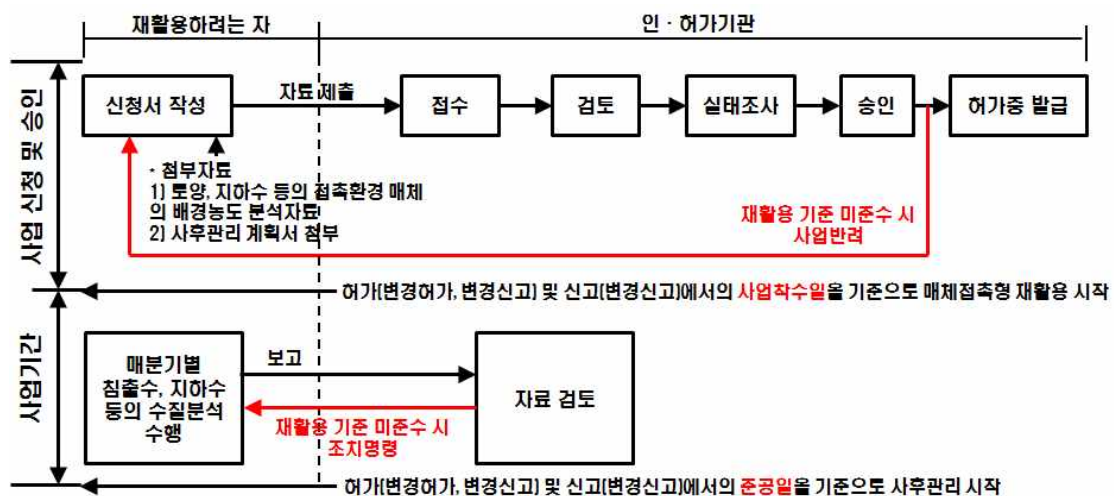 재활용하려는 자
인·허가기관
사업 신청 및 승인
신청서 작성
자료 제출
접수
검토
실태조사
승인
허가증 발급
- 첨부자료
1) 토양, 지하수 등의 접촉환경 매체
의 배경농도 분석자료
2) 사후관리 계획서 첨부
재활용 기준 미준수 시
사업반려
허가(변경허가, 변경신고) 및 신고(변경신고)에서의 사업착수일을 기준으로 매체접촉형 재활용 시작
사업기간
매분기별
침출수, 지하수
등의 수질분석
수행
보고
자료 검토
재활용 기준 미준수 시
조치명령
허가(변경허가, 변경신고) 및 신고(변경신고)에서의 준공일을 기준으로 사후관리 시작